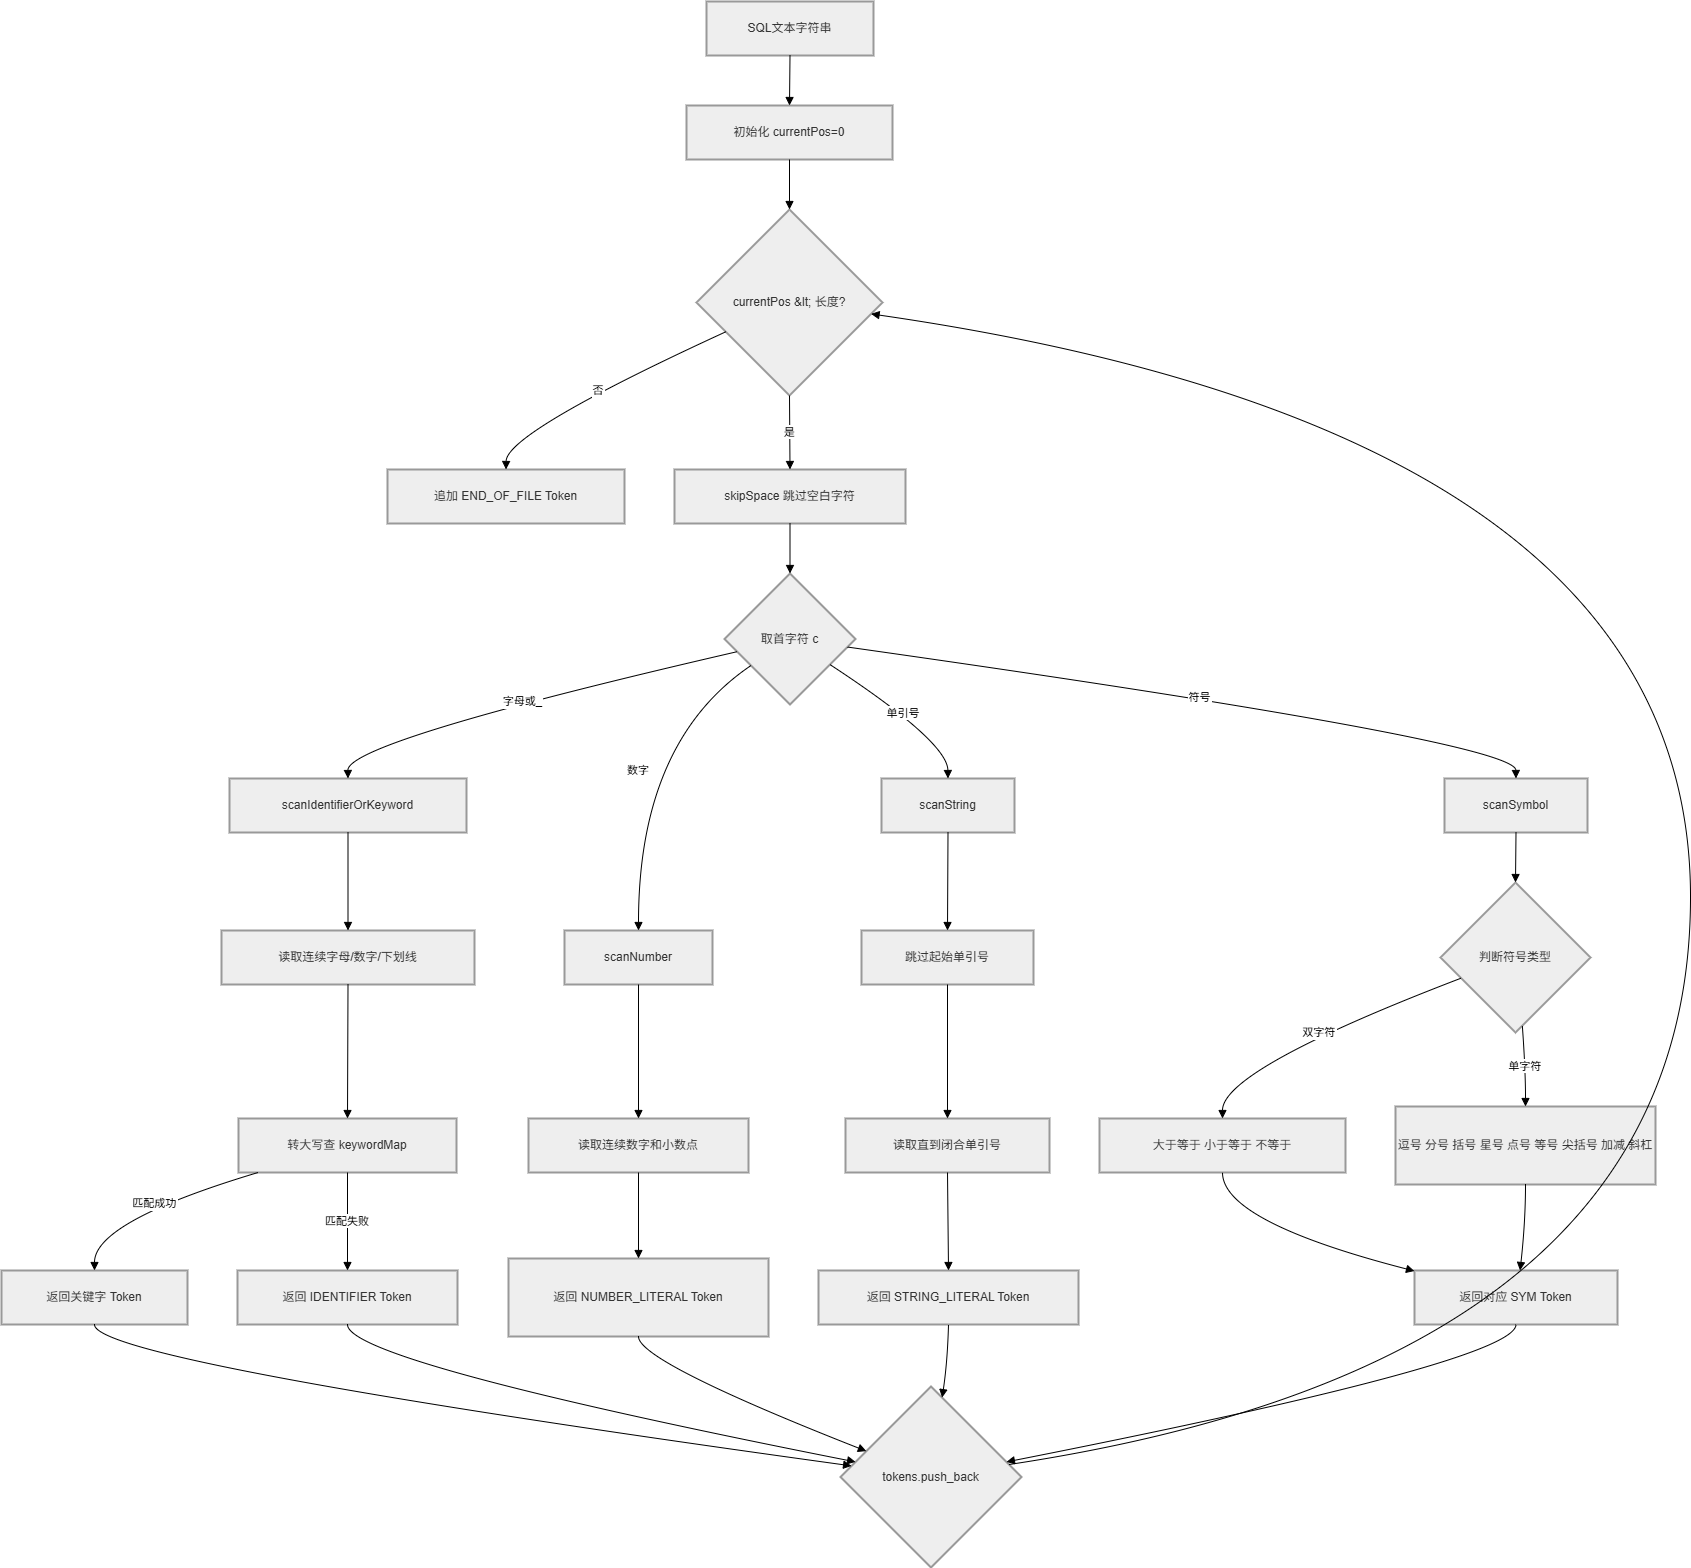 SQL文本字符串
初始化 currentPos=0
currentPos &lt; 长度?
否
是
追加 END_OF_FILE Token
skipSpace 跳过空白字符
取首字符 c
字母或_
数字
单引号
符号
scanIdentifierOrKeyword
scanString
scanSymbol
读取连续字母/数字/下划线
scanNumber
跳过起始单引号
判断符号类型
双字符
单字符
转大写查 keywordMap
读取连续数字和小数点
读取直到闭合单引号
大于等于 小于等于 不等于
逗号 分号 括号 星号 点号 等号 尖括号 加减 斜杠
匹配成功
匹配失败
返回关键字 Token
返回 IDENTIFIER Token
返回 NUMBER_LITERAL Token
返回 STRING_LITERAL Token
返回对应 SYM Token
tokens.push_back